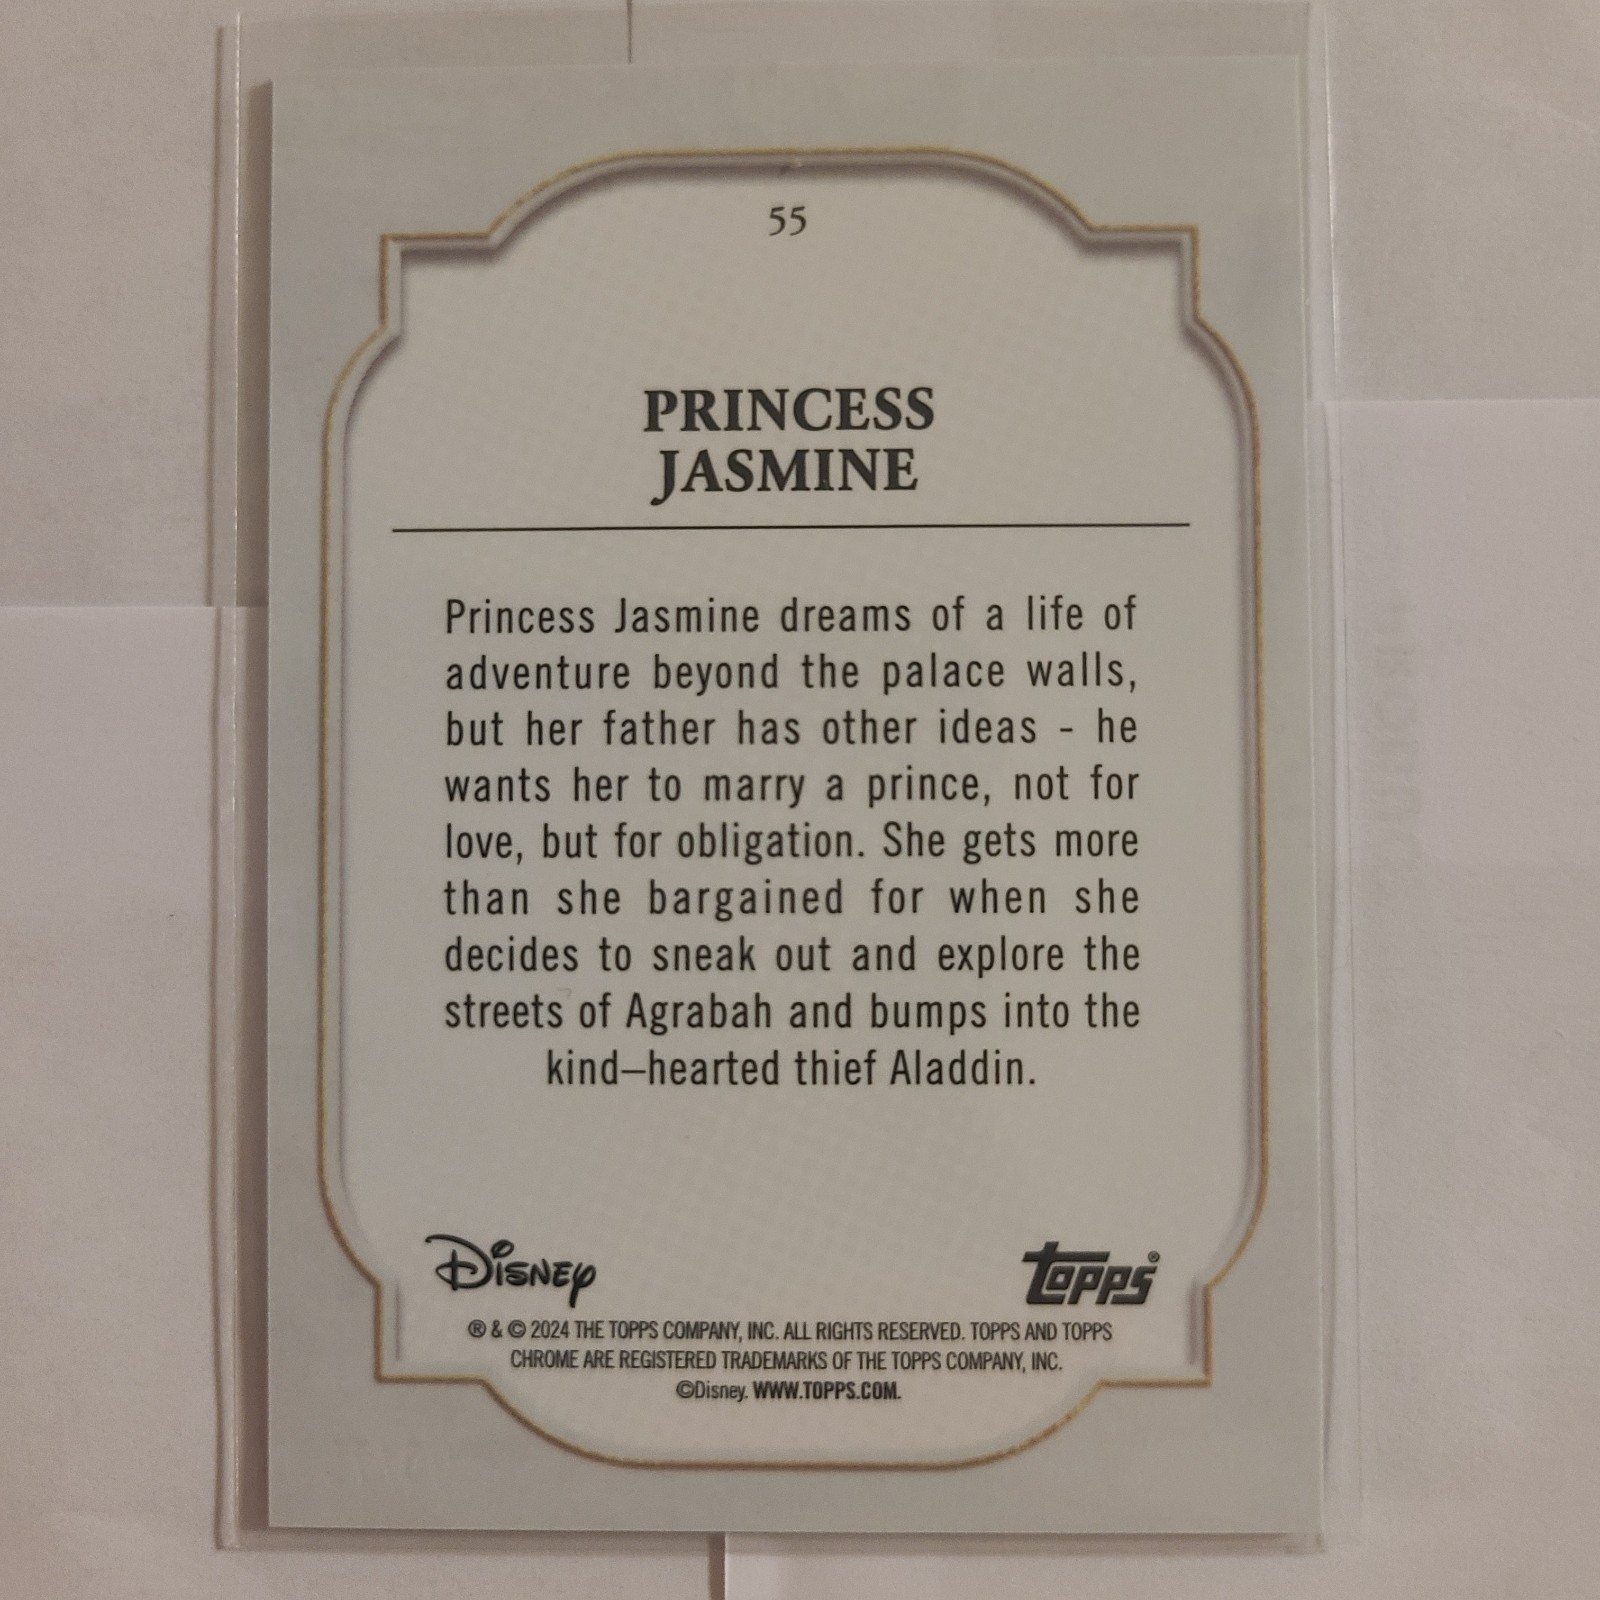 55
PRINCESS
JASMINE
Princess Jasmine dreams of a life of
adventure beyond the palace walls,
but her father has other ideas - he
wants her to marry a prince, not for
love, but for obligation. She gets more
than she bargained for when she
decides to sneak out and explore the
streets of Agrabah and bumps into the
kind–hearted thief Aladdin.
Disney
topps®
® & © 2024 THE TOPPS COMPANY, INC. ALL RIGHTS RESERVED. TOPPS AND TOPPS
CHROME ARE REGISTERED TRADEMARKS OF THE TOPPS COMPANY, INC.
©Disney. WWW.TOPPS.COM.